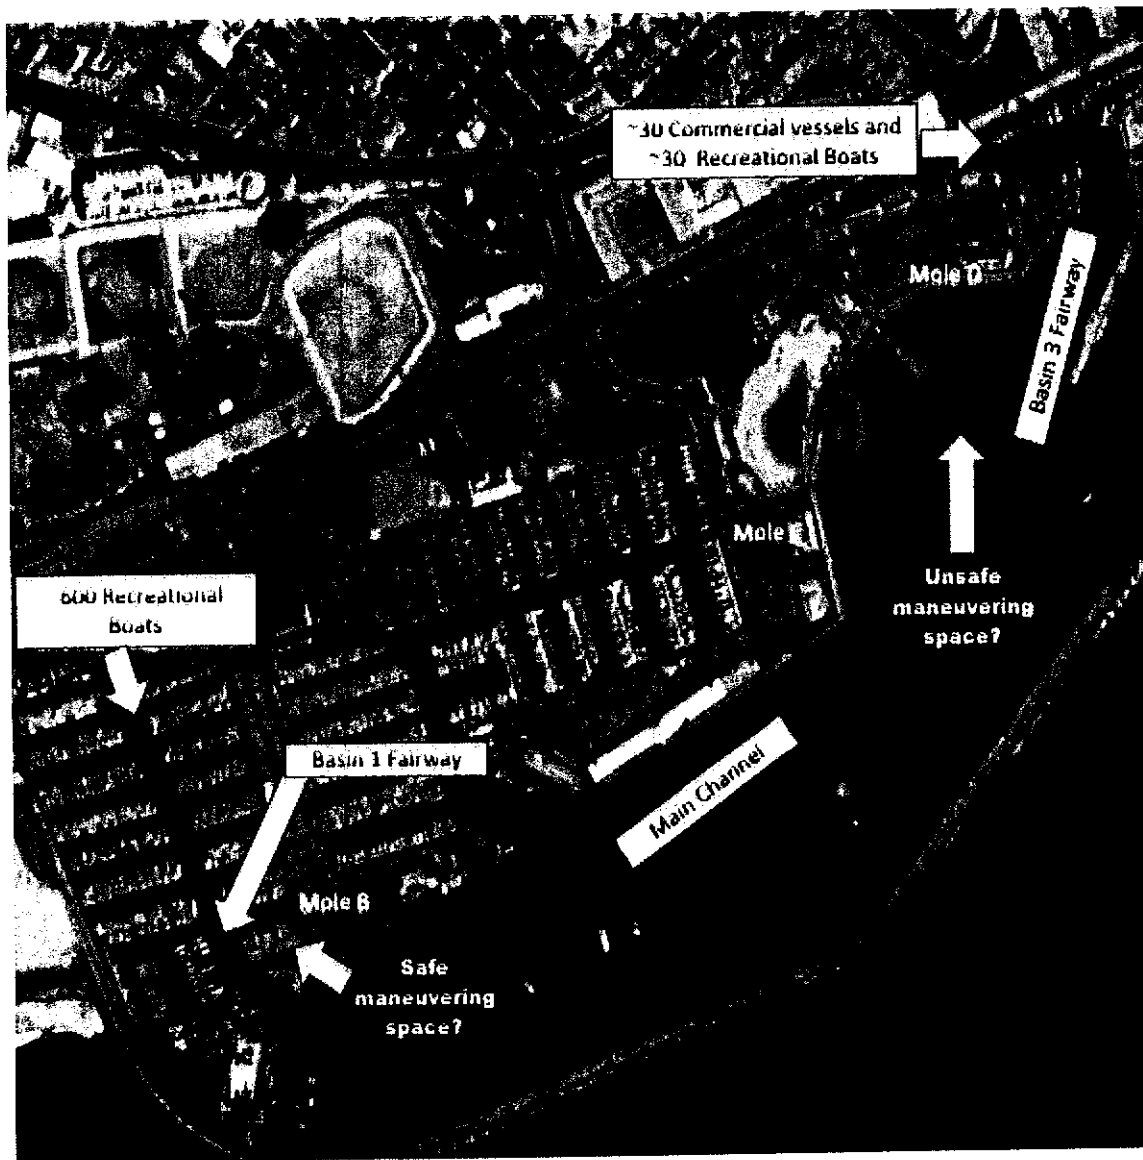 ~30 Commercial vessels and
~30 Recreational Boats
Mole D
Basin 3 Fairway
Mole
Unsafe
maneuvering
space?
600 Recreational
Boats
Basin 1 Fairway
Main Channel
Mole B
Safe
maneuvering
space?